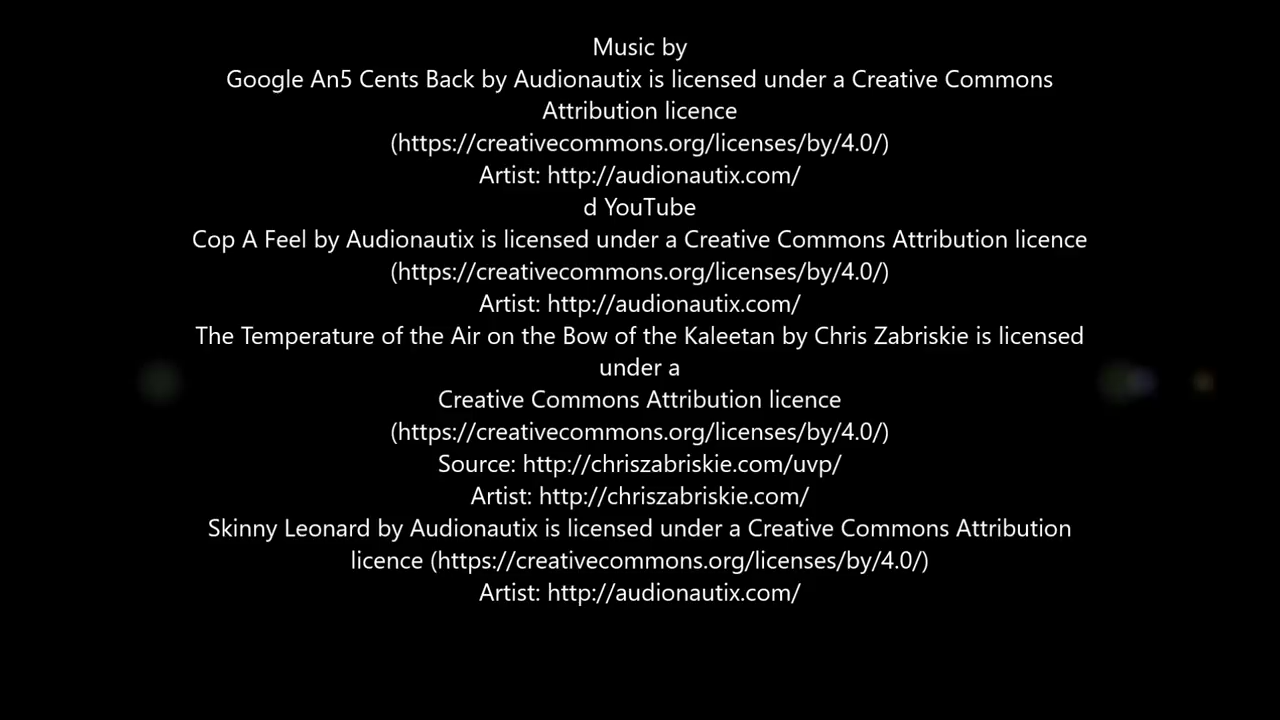 Music by
Google An5 Cents Back by Audionautix is licensed under a Creative Commons
Attribution licence
(https://creativecommons.org/licenses/by/4.0/)
Artist: http://audionautix.com/
d YouTube
Cop A Feel by Audionautix is licensed under a Creative Commons Attribution licence
(https://creativecommons.org/licenses/by/4.0/)
Artist: http://audionautix.com/
The Temperature of the Air on the Bow of the Kaleetan by Chris Zabriskie is licensed
under a
Creative Commons Attribution licence
(https://creativecommons.org/licenses/by/4.0/)
Source: http://chriszabriskie.com/uvp/
Artist: http://chriszabriskie.com/
Skinny Leonard by Audionautix is licensed under a Creative Commons Attribution
licence (https://creativecommons.org/licenses/by/4.0/)
Artist: http://audionautix.com/